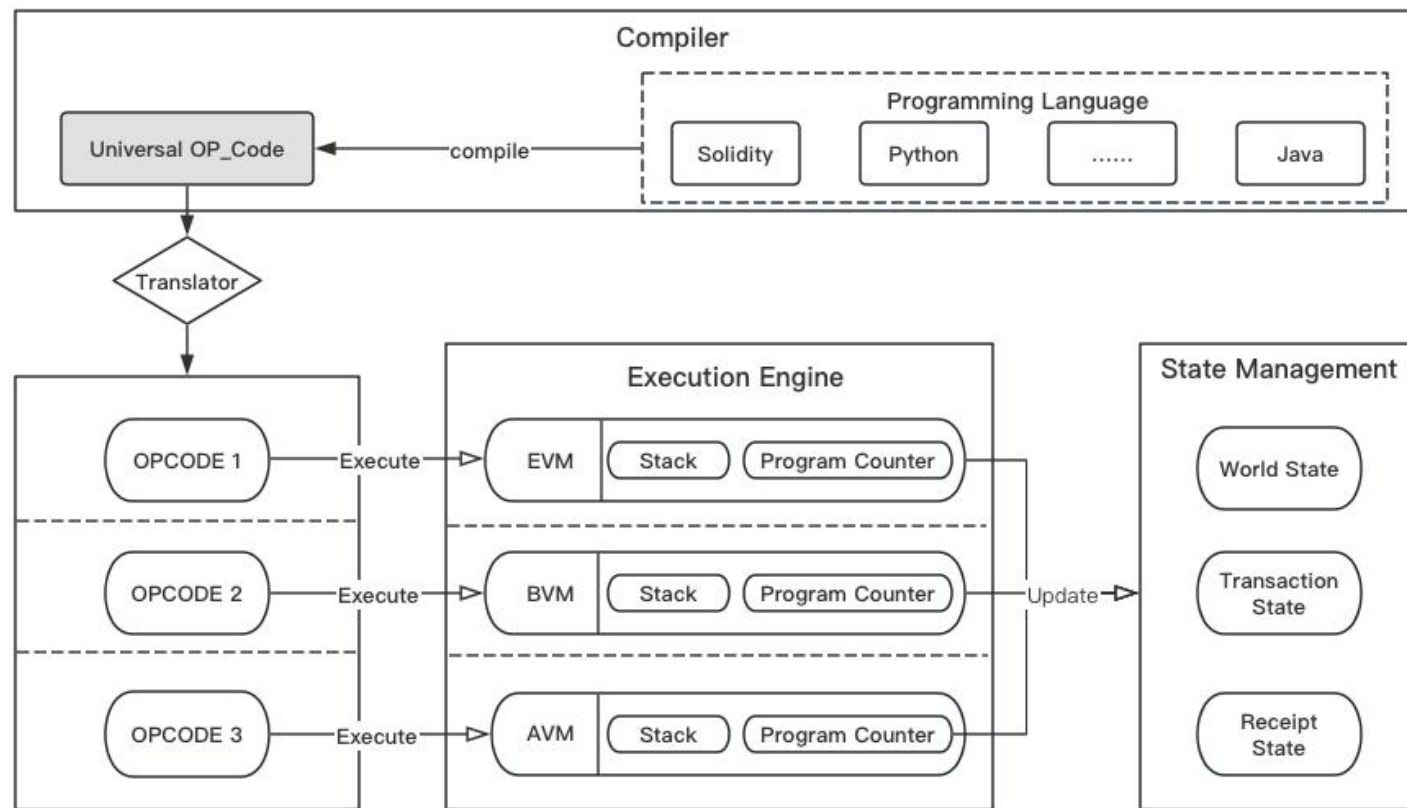 Compiler
Programming Language
Universal OP_Code
compile
Solidity
Python
......
Java
Translator
Execution Engine
State Management
OPCODE 1
Execute
EVM
Stack
Program Counter
World State
OPCODE 2
Execute
BVM
Stack
Program Counter
Update
Transaction
State
OPCODE 3
Execute
AVM
Stack
Program Counter
Receipt
State